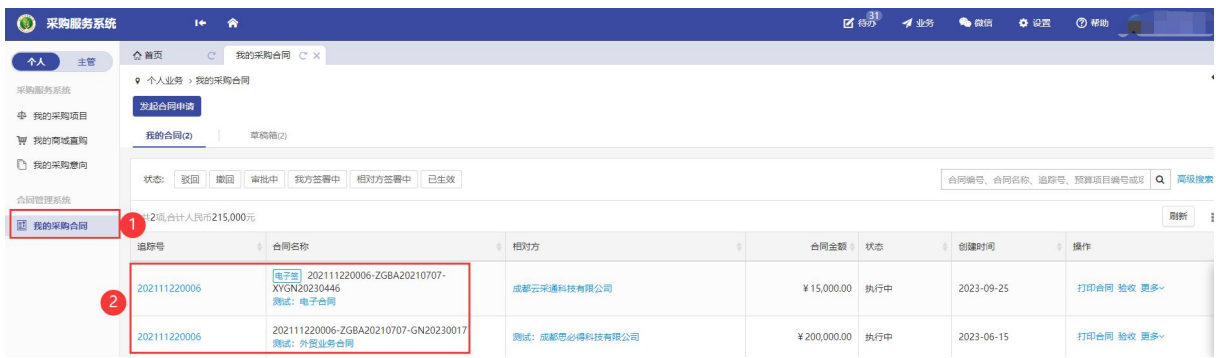 采购服务系统 待办 31 业务 微信 设置 帮助
个人 主管 首页 我的采购合同
个人业务 > 我的采购合同
采购服务系统
发起合同申请
我的采购项目
我的合同(2) 草稿箱(2)
我的商城直购
我的采购意向
状态: 驳回 撤回 审批中 我方签署中 相对方签署中 已生效 合同编号、合同名称、追踪号、预算项目编号或 高级搜索
合同管理系统
我的采购合同 1 共2项,合计人民币215,000元 刷新
追踪号 合同名称 相对方 合同金额 状态 创建时间 操作
电子签 202111220006-ZGBA20210707-
202111220006 XYGN20230446 成都云采通科技有限公司 ¥15,000.00 执行中 2023-09-25 打印合同 验收 更多
测试：电子合同
2
202111220006-ZGBA20210707-GN20230017
202111220006 测试：成都思必得科技有限公司 ¥200,000.00 执行中 2023-06-15 打印合同 验收 更多
测试：外贸业务合同